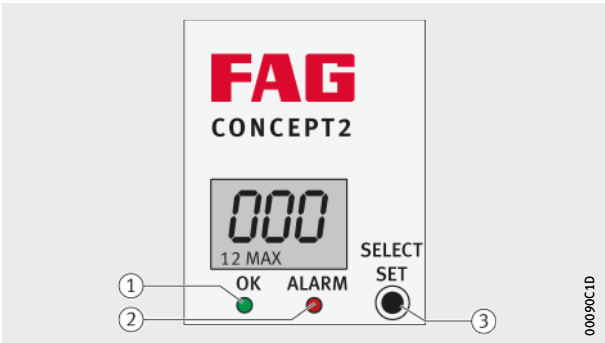 FAG
CONCEPT2
000
12 MAX
OK ALARM
SELECT
SET
1
2
3
00090C1D